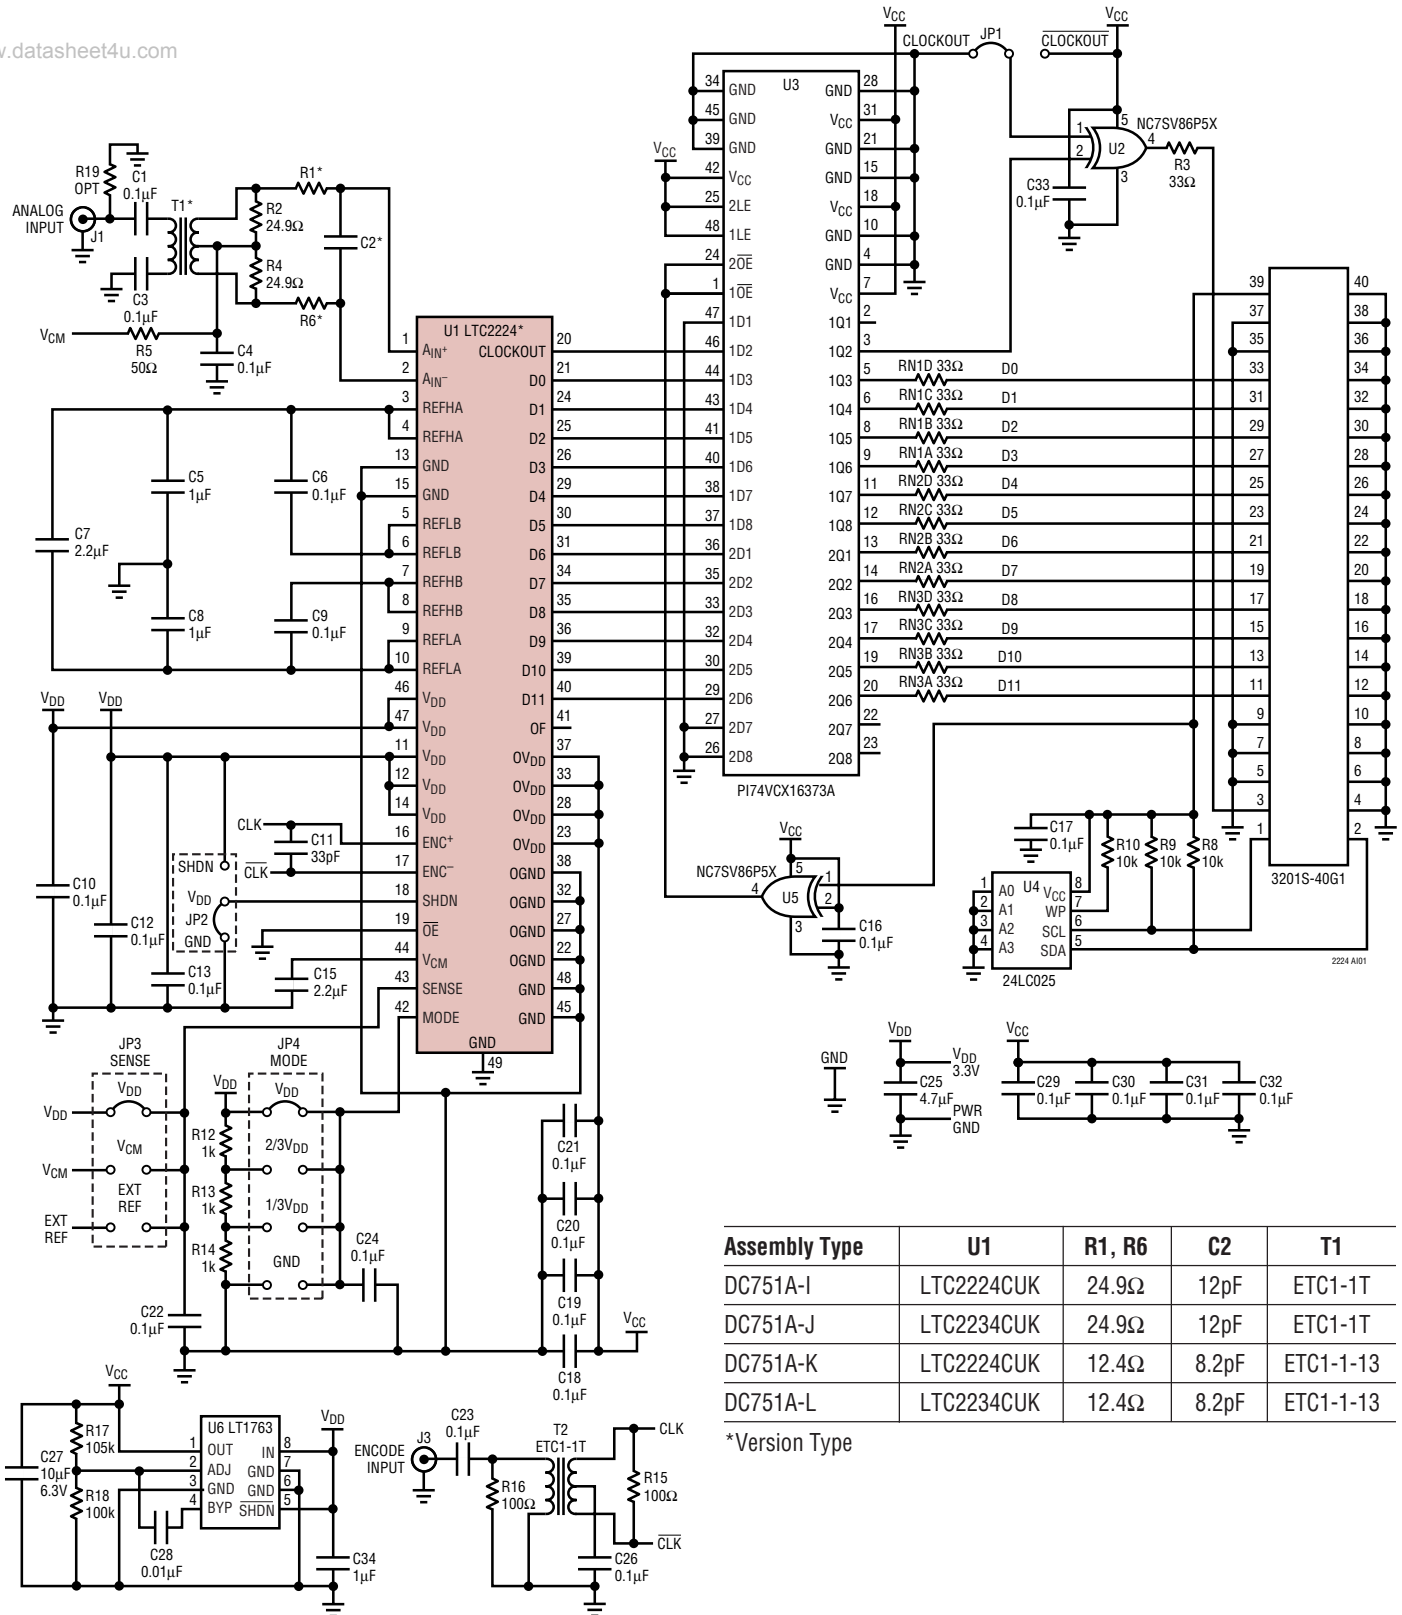 w.datasheet4u.com
VCC
CLOCKOUT
JP1
CLOCKOUT
VCC
R19
OPT
C1
0.1µF
ANALOG
INPUT
J1
T1*
C3
0.1µF
VCM
R5
50Ω
C4
0.1µF
R1*
R2
24.9Ω
R4
24.9Ω
R6*
C2*
C5
1µF
C6
0.1µF
C7
2.2µF
C8
1µF
C9
0.1µF
U1 LTC2224*
1 AIN+
2 AIN–
3 REFHA
4 REFHA
13 GND
15 GND
5 REFLB
6 REFLB
7 REFHB
8 REFHB
9 REFLA
10 REFLA
46 VDD
47 VDD
11 VDD
12 VDD
14 VDD
16 ENC+
17 ENC–
18 SHDN
19 OE
44 VCM
43 SENSE
42 MODE
GND
49
CLOCKOUT 20
D0 21
D1 24
D2 25
D3 26
D4 29
D5 30
D6 31
D7 34
D8 35
D9 36
D10 39
D11 40
OF 41
OVDD 37
OVDD 33
OVDD 28
OVDD 23
OGND 38
OGND 32
OGND 27
OGND 22
GND 48
GND 45
VCC
U3
34 GND
45 GND
39 GND
42 VCC
25 2LE
48 1LE
24 2OE
1 1OE
47 1D1
46 1D2
44 1D3
43 1D4
41 1D5
40 1D6
38 1D7
37 1D8
36 2D1
35 2D2
33 2D3
32 2D4
30 2D5
29 2D6
27 2D7
26 2D8
GND 28
VCC 31
GND 21
GND 15
VCC 18
GND 10
GND 4
VCC 7
1Q1 2
1Q2 3
1Q3 5
1Q4 6
1Q5 8
1Q6 9
1Q7 11
1Q8 12
2Q1 13
2Q2 14
2Q3 16
2Q4 17
2Q5 19
2Q6 20
2Q7 22
2Q8 23
PI74VCX16373A
RN1D 33Ω D0
RN1C 33Ω D1
RN1B 33Ω D2
RN1A 33Ω D3
RN2D 33Ω D4
RN2C 33Ω D5
RN2B 33Ω D6
RN2A 33Ω D7
RN3D 33Ω D8
RN3C 33Ω D9
RN3B 33Ω D10
RN3A 33Ω D11
NC7SV86P5X
1
2
5
U2
4
3
R3
33Ω
C33
0.1µF
39 40
37 38
35 36
33 34
31 32
29 30
27 28
25 26
23 24
21 22
19 20
17 18
15 16
13 14
11 12
9 10
7 8
5 6
3 4
1 2
3201S-40G1
2224 AI01
VCC
NC7SV86P5X
4
5
1
2
U5
3
C16
0.1µF
C17
0.1µF
R10
10k
R9
10k
R8
10k
U4
1 A0 VCC 8
2 A1 WP 7
3 A2 SCL 6
4 A3 SDA 5
24LC025
VDD
VDD
CLK
C11
33pF
CLK
SHDN
VDD
JP2
GND
C10
0.1µF
C12
0.1µF
C13
0.1µF
C15
2.2µF
JP3
SENSE
VDD
VDD
VCM
VCM
EXT
REF
EXT
REF
C22
0.1µF
JP4
MODE
VDD
VDD
R12
1k
2/3VDD
R13
1k
1/3VDD
R14
1k
GND
C24
0.1µF
C21
0.1µF
C20
0.1µF
C19
0.1µF
C18
0.1µF
VCC
GND
VDD
VDD
3.3V
C25
4.7µF
PWR
GND
VCC
C29
0.1µF
C30
0.1µF
C31
0.1µF
C32
0.1µF
VCC
R17
105k
C27
10µF
6.3V
R18
100k
C28
0.01µF
U6 LT1763
1 OUT IN 8
2 ADJ GND 7
3 GND GND 6
4 BYP SHDN 5
VDD
C34
1µF
ENCODE
INPUT
J3
C23
0.1µF
R16
100Ω
T2
ETC1-1T
C26
0.1µF
CLK
R15
100Ω
CLK
Assembly Type U1 R1, R6 C2 T1
DC751A-I LTC2224CUK 24.9Ω 12pF ETC1-1T
DC751A-J LTC2234CUK 24.9Ω 12pF ETC1-1T
DC751A-K LTC2224CUK 12.4Ω 8.2pF ETC1-1-13
DC751A-L LTC2234CUK 12.4Ω 8.2pF ETC1-1-13
*Version Type